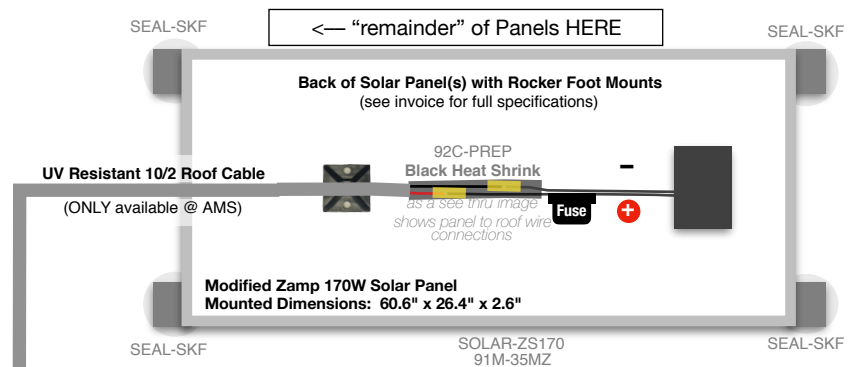 SEAL-SKF
<— “remainder” of Panels HERE
SEAL-SKF
Back of Solar Panel(s) with Rocker Foot Mounts
(see invoice for full specifications)
UV Resistant 10/2 Roof Cable
(ONLY available @ AMS)
92C-PREP
Black Heat Shrink
as a see thru image
shows panel to roof wire
connections
-
Fuse
+
Modified Zamp 170W Solar Panel
Mounted Dimensions: 60.6" x 26.4" x 2.6"
SEAL-SKF
SOLAR-ZS170
91M-35MZ
SEAL-SKF